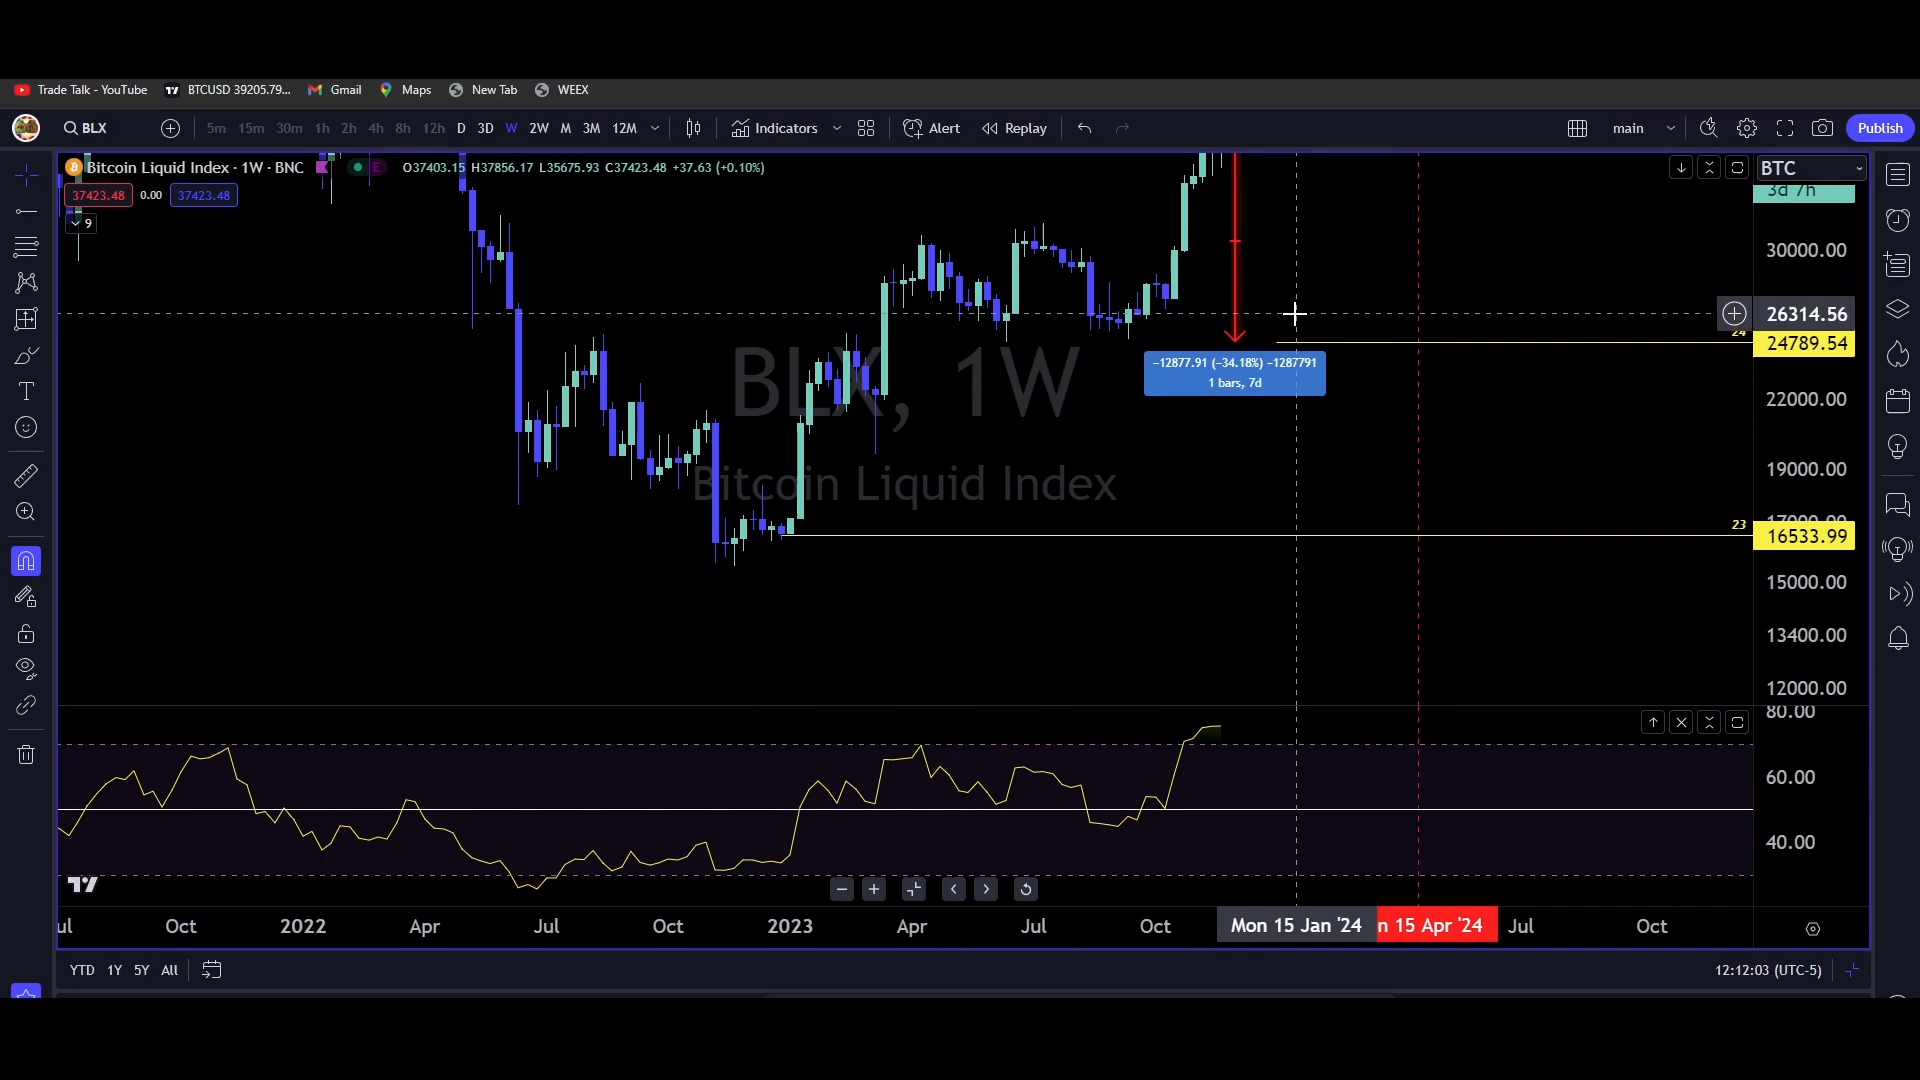 Trade Talk - YouTube BTCUSD 39205.79... Gmail Maps New Tab WEEX
BLX 5m 15m 30m 1h 2h 4h 8h 12h D 3D W 2W M 3M 12M Indicators Alert Replay main Publish
Bitcoin Liquid Index · 1W · BNC E O37403.15 H37856.17 L35675.93 C37423.48 +37.63 (+0.10%) BTC
37423.48 0.00 37423.48 3d 7h
9
30000.00
26314.56
24
24789.54
−12877.91 (−34.18%) −1287791
1 bars, 7d
BLX, 1W
22000.00
19000.00
Bitcoin Liquid Index
17000.00
23
16533.99
15000.00
13400.00
12000.00
80.00
60.00
40.00
ul Oct 2022 Apr Jul Oct 2023 Apr Jul Oct Mon 15 Jan '24 n 15 Apr '24 Jul Oct
YTD 1Y 5Y All 12:12:03 (UTC-5)